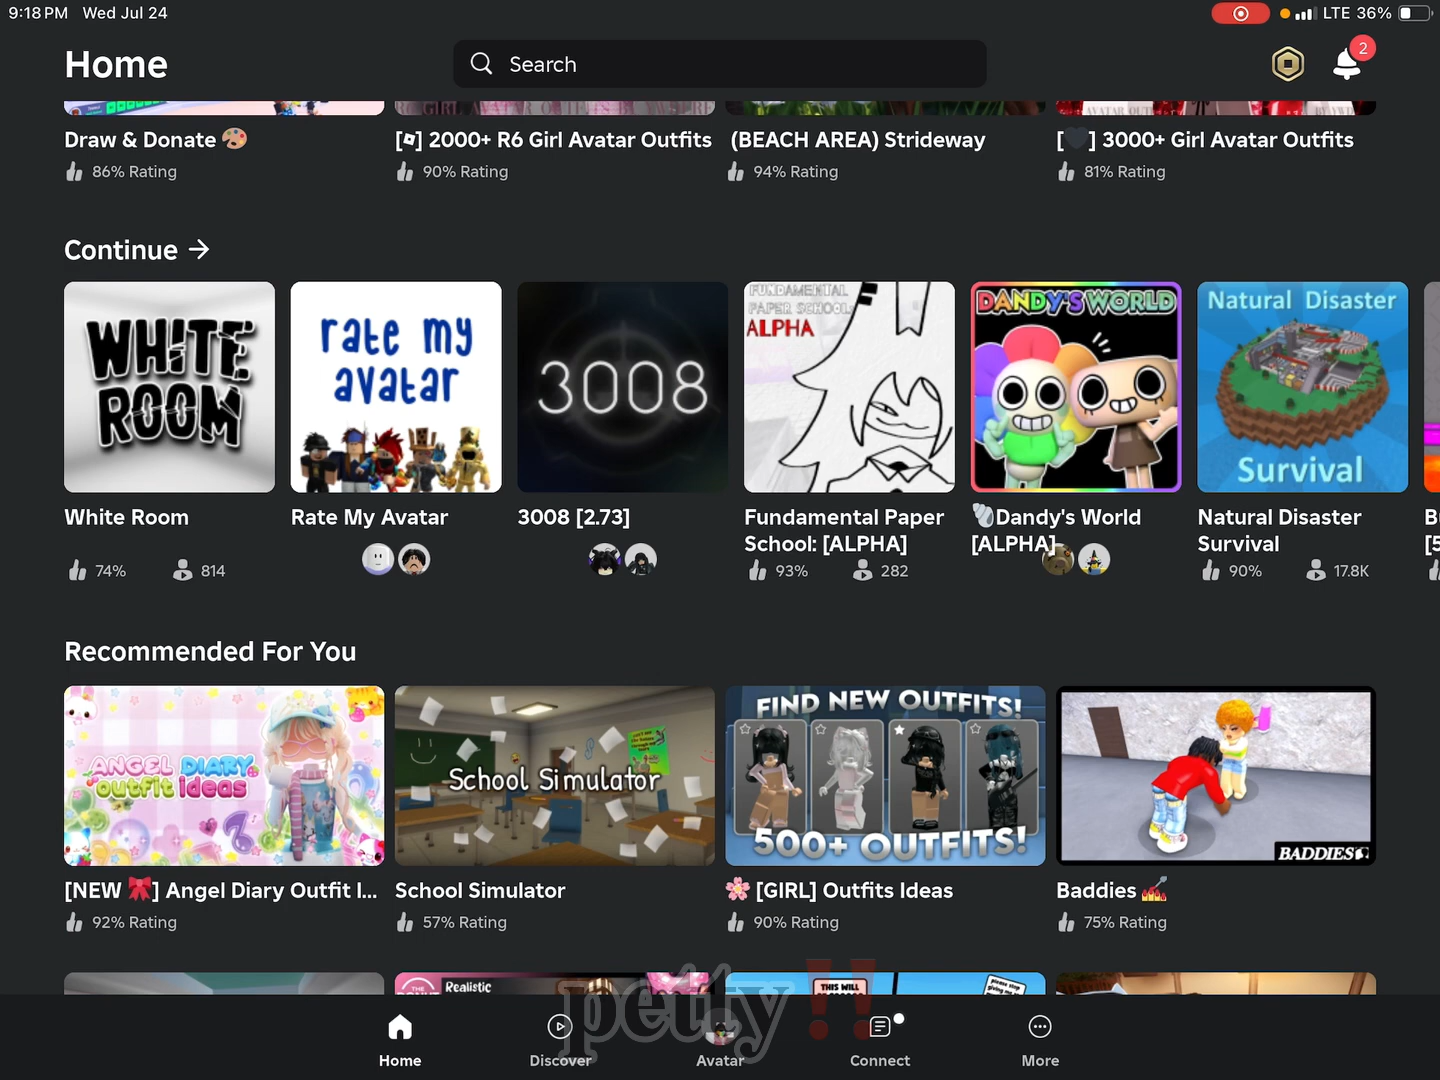 9:18 PM Wed Jul 24
LTE 36%
Home
Search
2
Draw & Donate 🎨
[] 2000+ R6 Girl Avatar Outfits
(BEACH AREA) Strideway
[🖤] 3000+ Girl Avatar Outfits
86% Rating
90% Rating
94% Rating
81% Rating
Continue →
WHITE
ROOM
rate my
avatar
3008
FUNDAMENTAL
PAPER SCHOOL:
ALPHA
DANDY'S WORLD
Natural Disaster
Survival
White Room
74% 814
Rate My Avatar
3008 [2.73]
Fundamental Paper
School: [ALPHA]
93% 282
🐚Dandy's World
[ALPHA]
Natural Disaster
Survival
90% 17.8K
Recommended For You
ANGEL DIARY
outfit ideas
School Simulator
FIND NEW OUTFITS!
500+ OUTFITS!
BADDIES
[NEW 🎀] Angel Diary Outfit I...
School Simulator
🌸 [GIRL] Outfits Ideas
Baddies 💅
92% Rating
57% Rating
90% Rating
75% Rating
THE
Realistic
THIS WILL
please stop
petty‼️
Home
Discover
Avatar
Connect
More